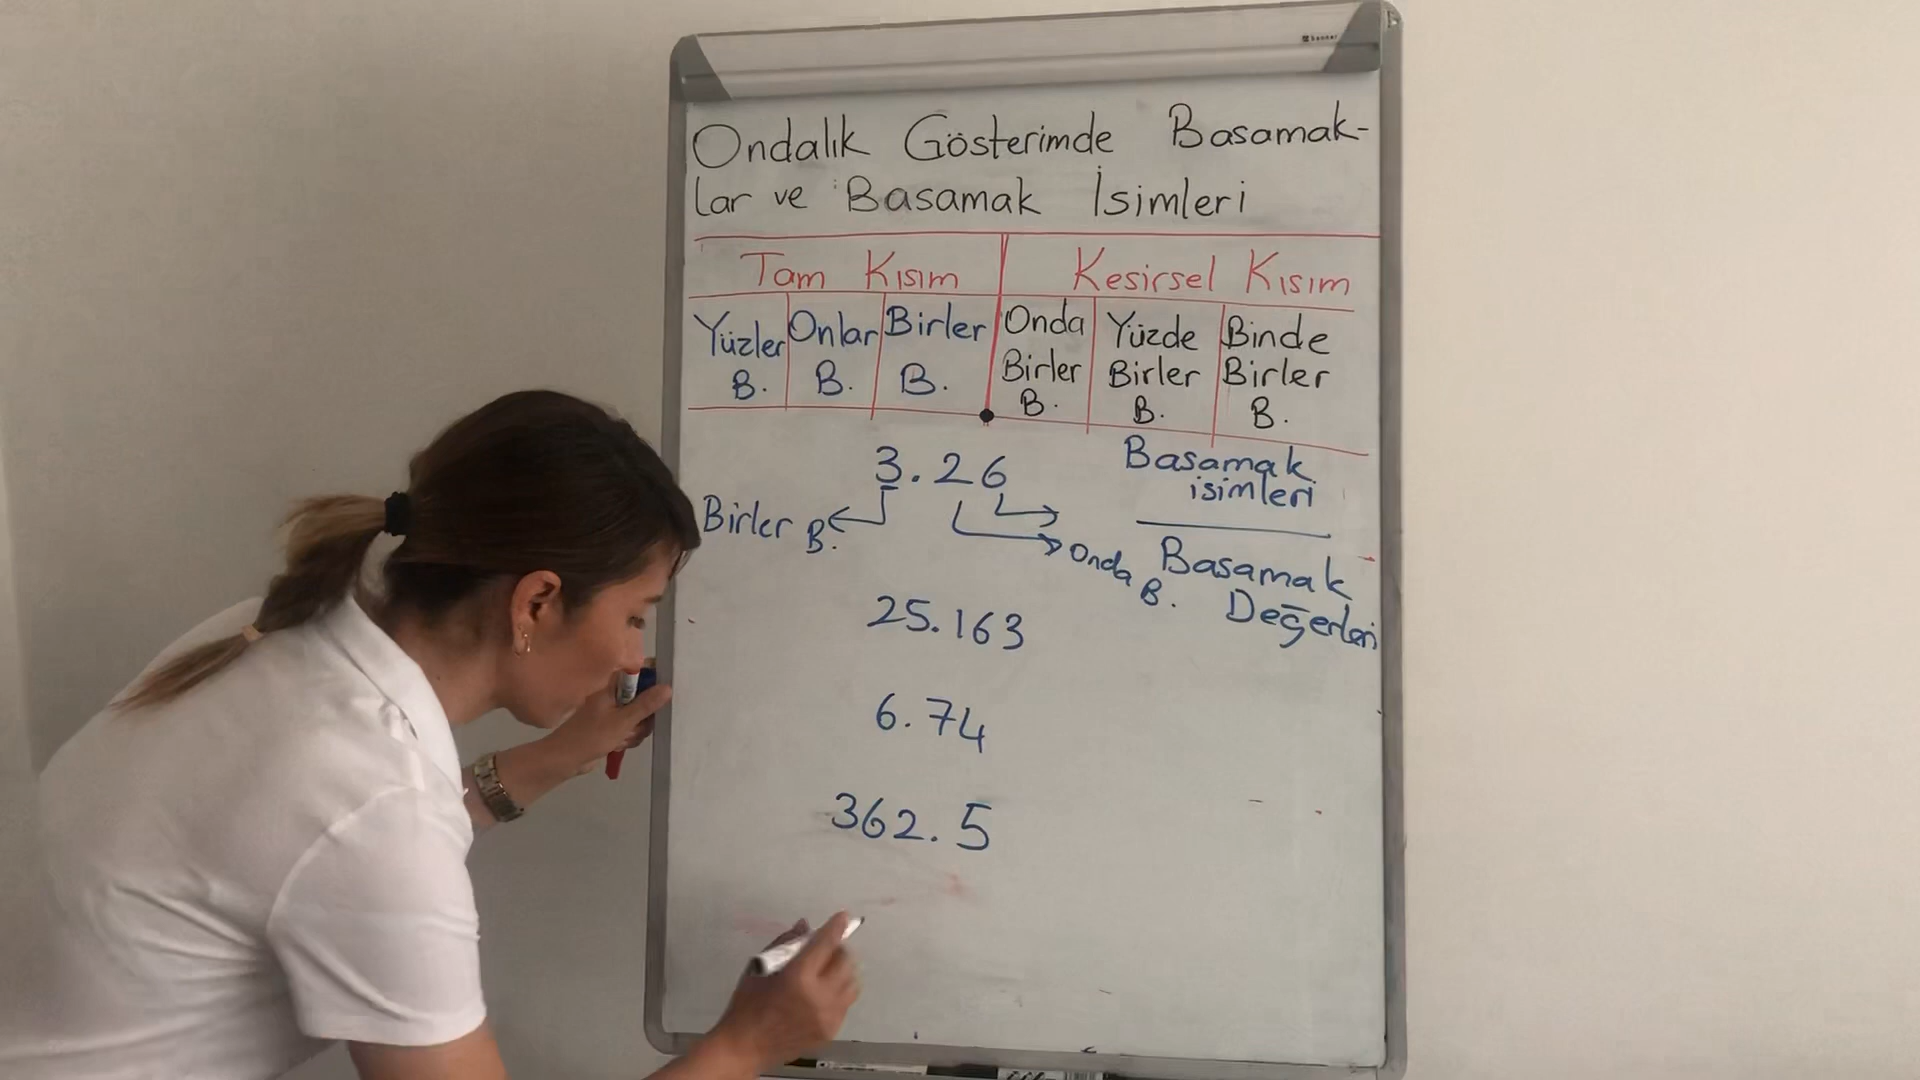 Ondalık Gösterimde Basamak-
lar ve Basamak İsimleri
Tam Kısım Kesirsel Kısım
Yüzler B.
Onlar B.
Birler B.
Onda Birler B.
Yüzde Birler B.
Binde Birler B.
3.26
Birler B.
Onda B.
Basamak
isimleri
Basamak
Değerleri
25.163
6.74
362.5